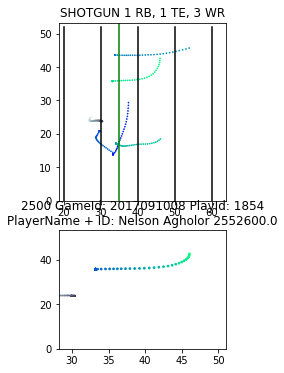 SHOTGUN 1 RB, 1 TE, 3 WR
50
40
30
20
10
0
20 30 40 50 60
2500 GameId: 2017091008 PlayId: 1854
PlayerName + ID: Nelson Agholor 2552600.0
40
20
0
30 35 40 45 50